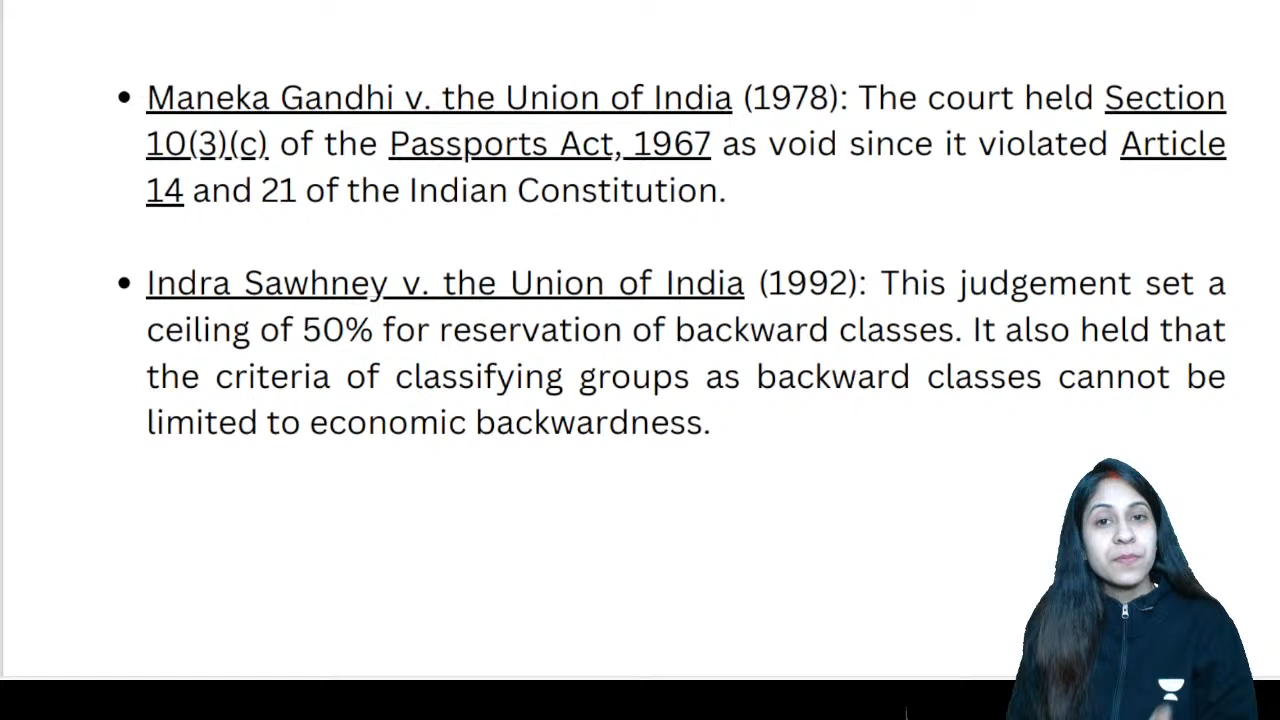 • Maneka Gandhi v. the Union of India (1978): The court held Section
10(3)(c) of the Passports Act, 1967 as void since it violated Article
14 and 21 of the Indian Constitution.
• Indra Sawhney v. the Union of India (1992): This judgement set a
ceiling of 50% for reservation of backward classes. It also held that
the criteria of classifying groups as backward classes cannot be
limited to economic backwardness.